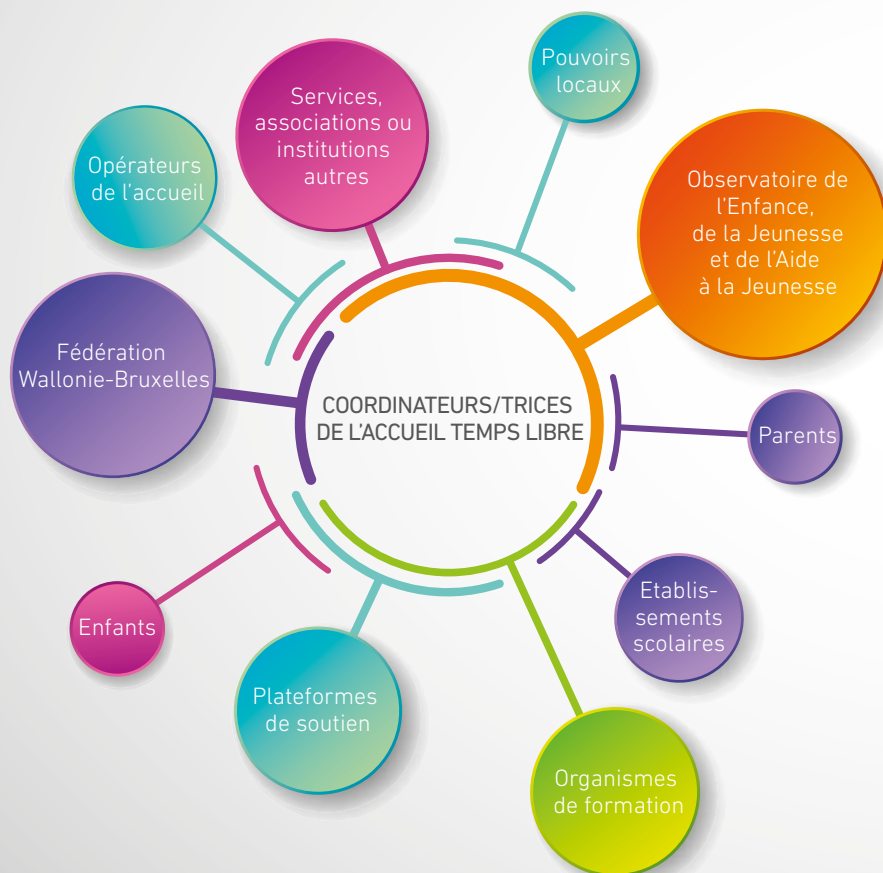 Pouvoirs
locaux
Services,
associations ou
institutions
autres
Opérateurs
de l'accueil
Observatoire de
l'Enfance,
de la Jeunesse
et de l'Aide
à la Jeunesse
Fédération
Wallonie-Bruxelles
COORDINATEURS/TRICES
DE L'ACCUEIL TEMPS LIBRE
Parents
Etablis-
sements
scolaires
Enfants
Plateformes
de soutien
Organismes
de formation